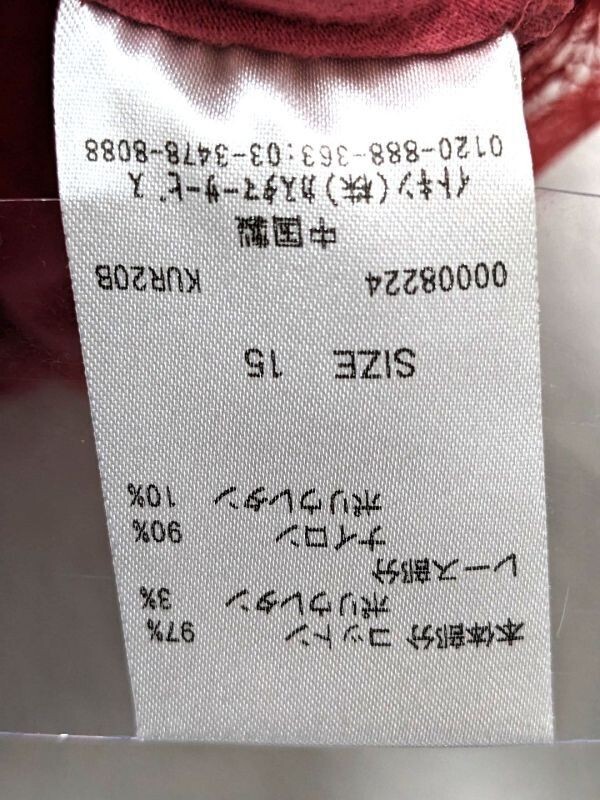 本体部分 コットン 97%
ポリウレタン 3%
レース部分
ナイロン 90%
ポリウレタン 10%
SIZE 15
00008224 KUR20B
中国製
イトキン(株)カスタマーサービス
0120-888-363:03-3478-8088